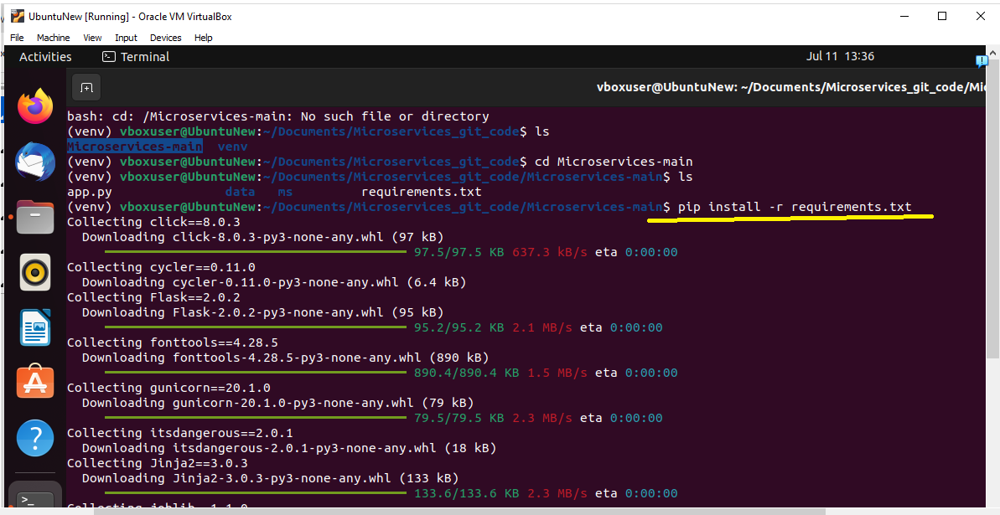 UbuntuNew [Running] - Oracle VM VirtualBox
File Machine View Input Devices Help
Activities Terminal Jul 11 13:36
vboxuser@UbuntuNew: ~/Documents/Microservices_git_code/Mic
bash: cd: /Microservices-main: No such file or directory
(venv) vboxuser@UbuntuNew:~/Documents/Microservices_git_code$ ls
Microservices-main venv
(venv) vboxuser@UbuntuNew:~/Documents/Microservices_git_code$ cd Microservices-main
(venv) vboxuser@UbuntuNew:~/Documents/Microservices_git_code/Microservices-main$ ls
app.py data ms requirements.txt
(venv) vboxuser@UbuntuNew:~/Documents/Microservices_git_code/Microservices-main$ pip install -r requirements.txt
Collecting click==8.0.3
Downloading click-8.0.3-py3-none-any.whl (97 kB)
97.5/97.5 KB 637.3 kB/s eta 0:00:00
Collecting cycler==0.11.0
Downloading cycler-0.11.0-py3-none-any.whl (6.4 kB)
Collecting Flask==2.0.2
Downloading Flask-2.0.2-py3-none-any.whl (95 kB)
95.2/95.2 KB 2.1 MB/s eta 0:00:00
Collecting fonttools==4.28.5
Downloading fonttools-4.28.5-py3-none-any.whl (890 kB)
890.4/890.4 KB 1.5 MB/s eta 0:00:00
Collecting gunicorn==20.1.0
Downloading gunicorn-20.1.0-py3-none-any.whl (79 kB)
79.5/79.5 KB 2.3 MB/s eta 0:00:00
Collecting itsdangerous==2.0.1
Downloading itsdangerous-2.0.1-py3-none-any.whl (18 kB)
Collecting Jinja2==3.0.3
Downloading Jinja2-3.0.3-py3-none-any.whl (133 kB)
133.6/133.6 KB 2.3 MB/s eta 0:00:00
Collecting joblib==1.1.0